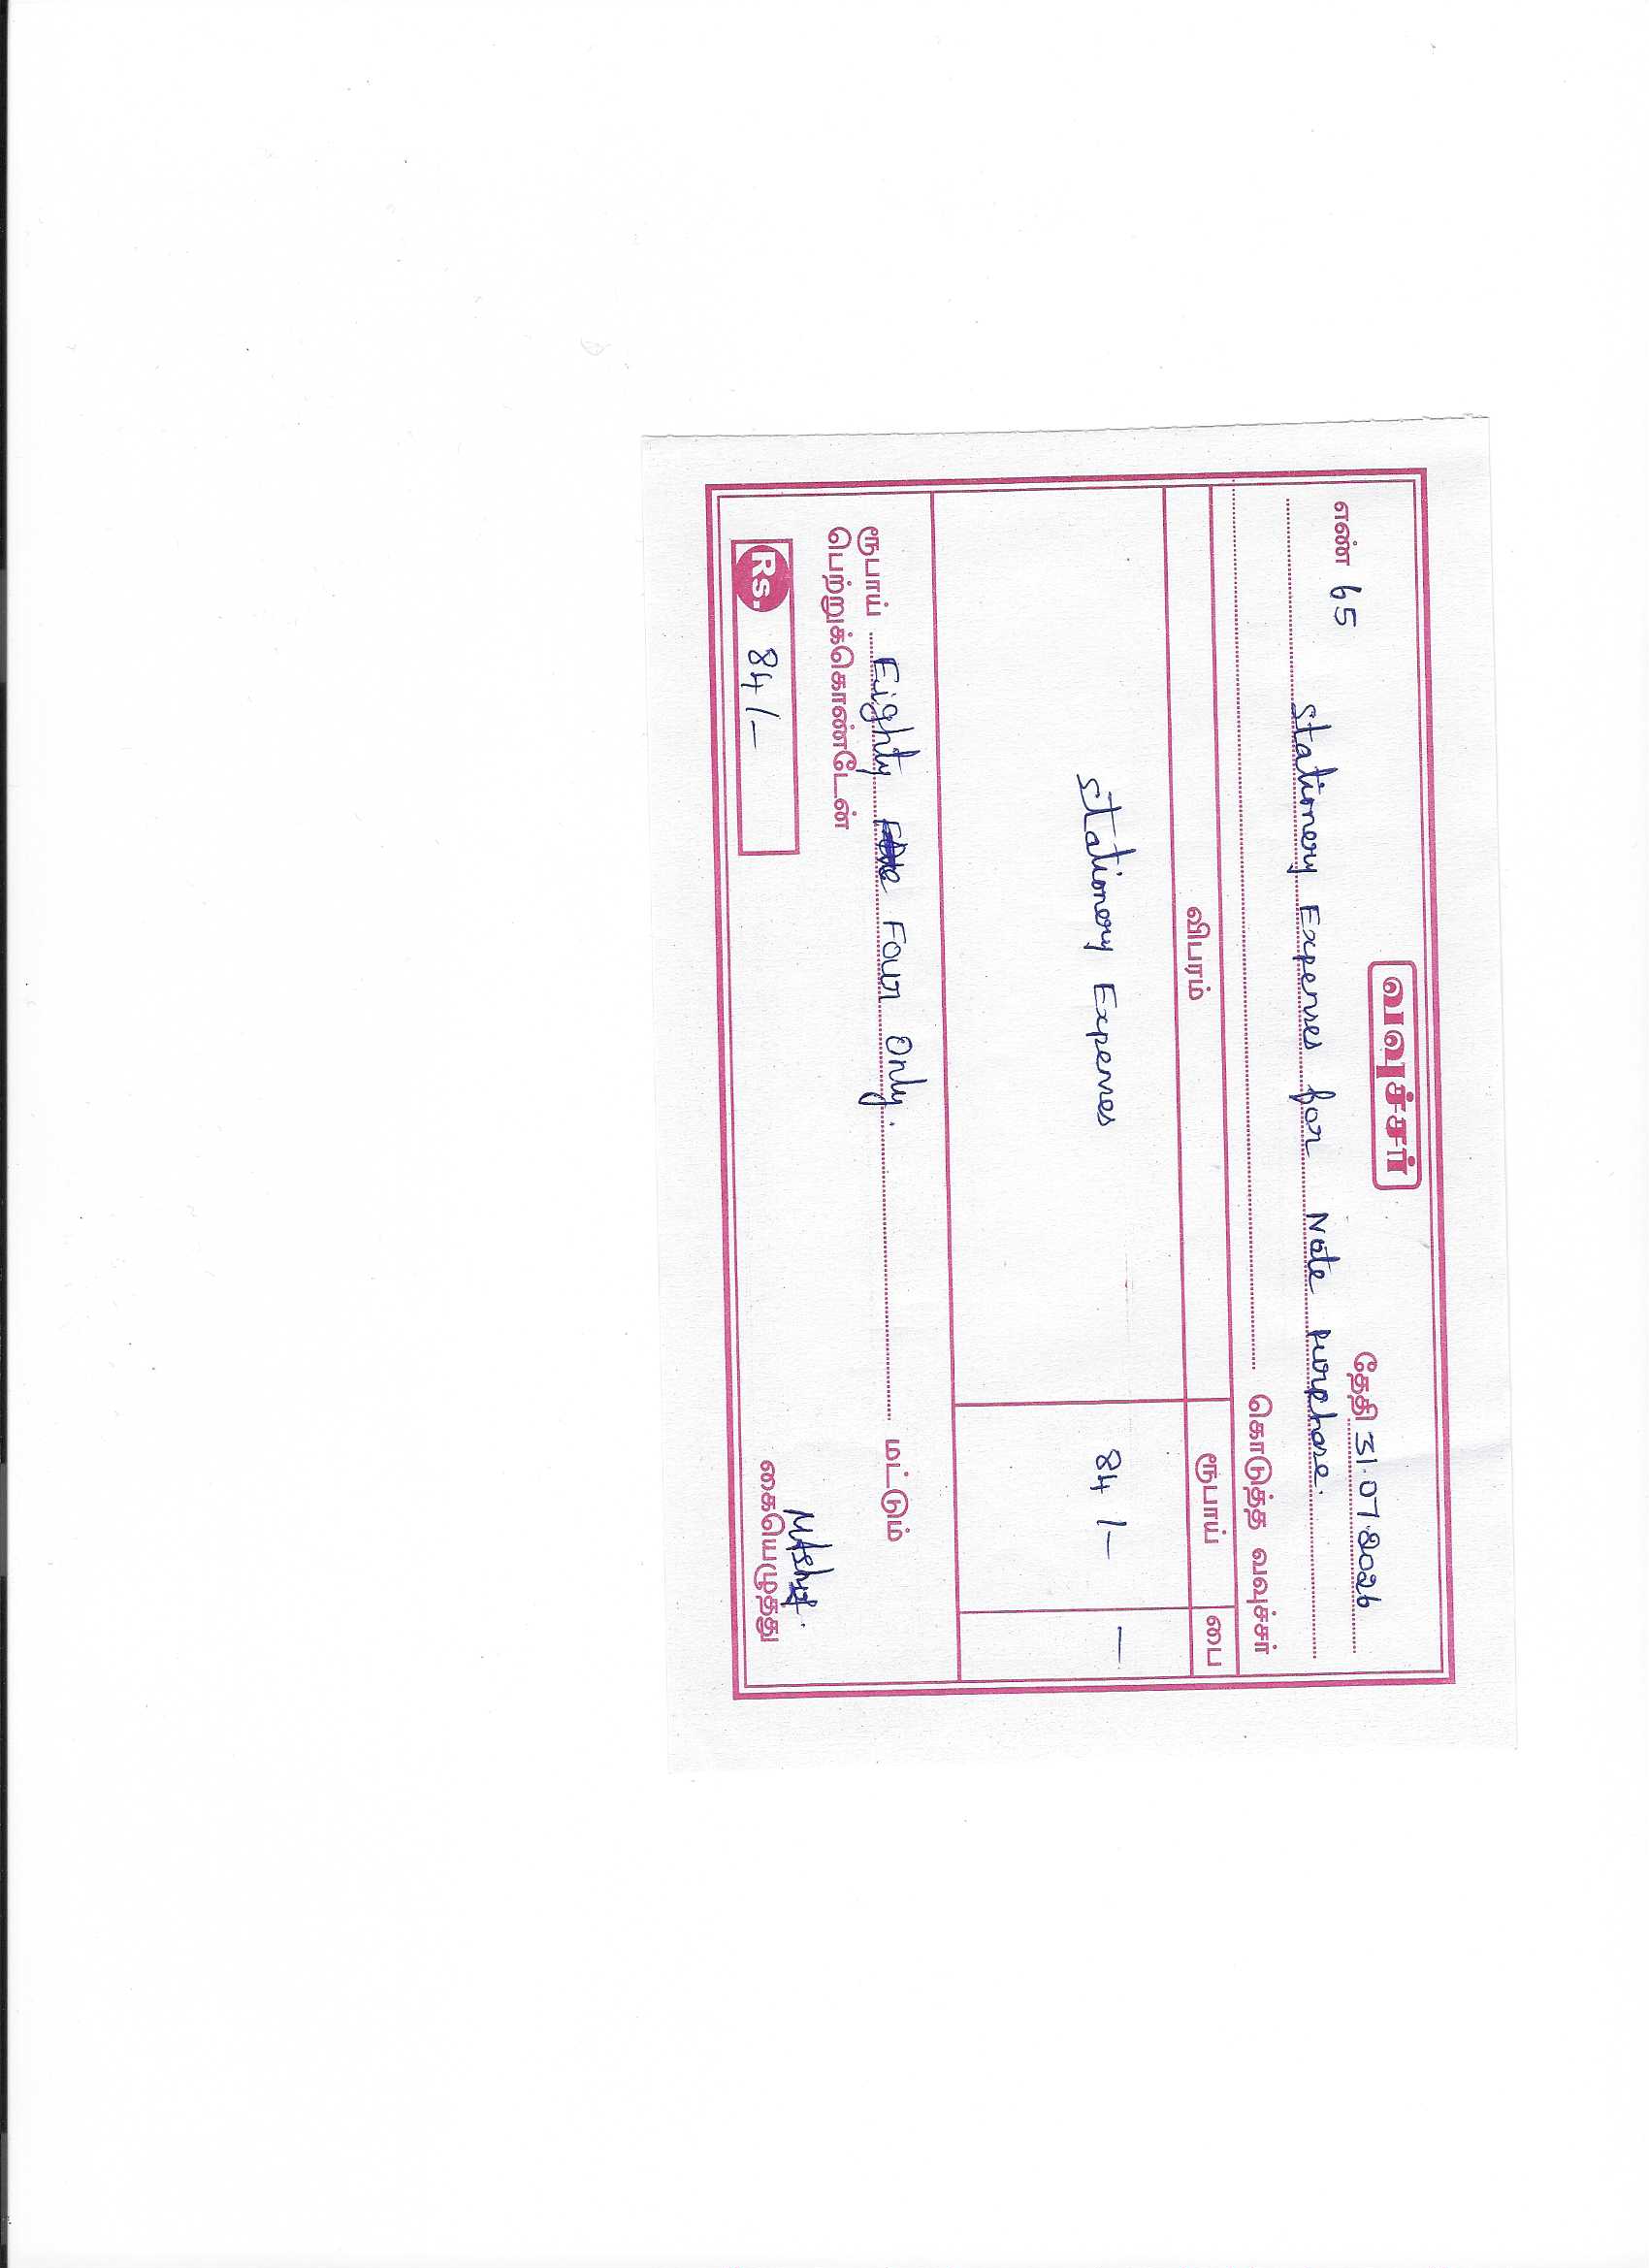 வவுச்சர்
எண் 65 தேதி 31.07.2026
Stationery Expenses for Note purchase.
கொடுத்த வவுச்சர்
விபரம் ரூபாய் பை
Stationery Expenses 84/- —
ரூபாய் Eighty Four Only. மட்டும்
பெற்றுக்கொண்டேன்
Rs. 84/-
கையெழுத்து